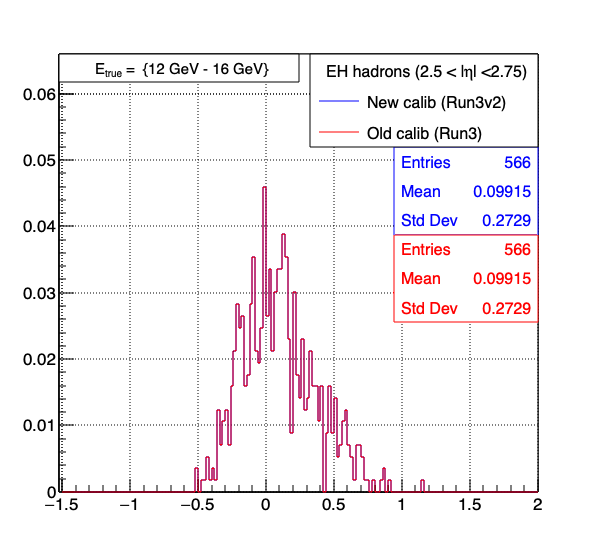 E_true = {12 GeV - 16 GeV}
EH hadrons (2.5 < |η| <2.75)
New calib (Run3v2)
Old calib (Run3)
Entries 566
Mean 0.09915
Std Dev 0.2729
Entries 566
Mean 0.09915
Std Dev 0.2729
0.06
0.05
0.04
0.03
0.02
0.01
0
−1.5 −1 −0.5 0 0.5 1 1.5 2